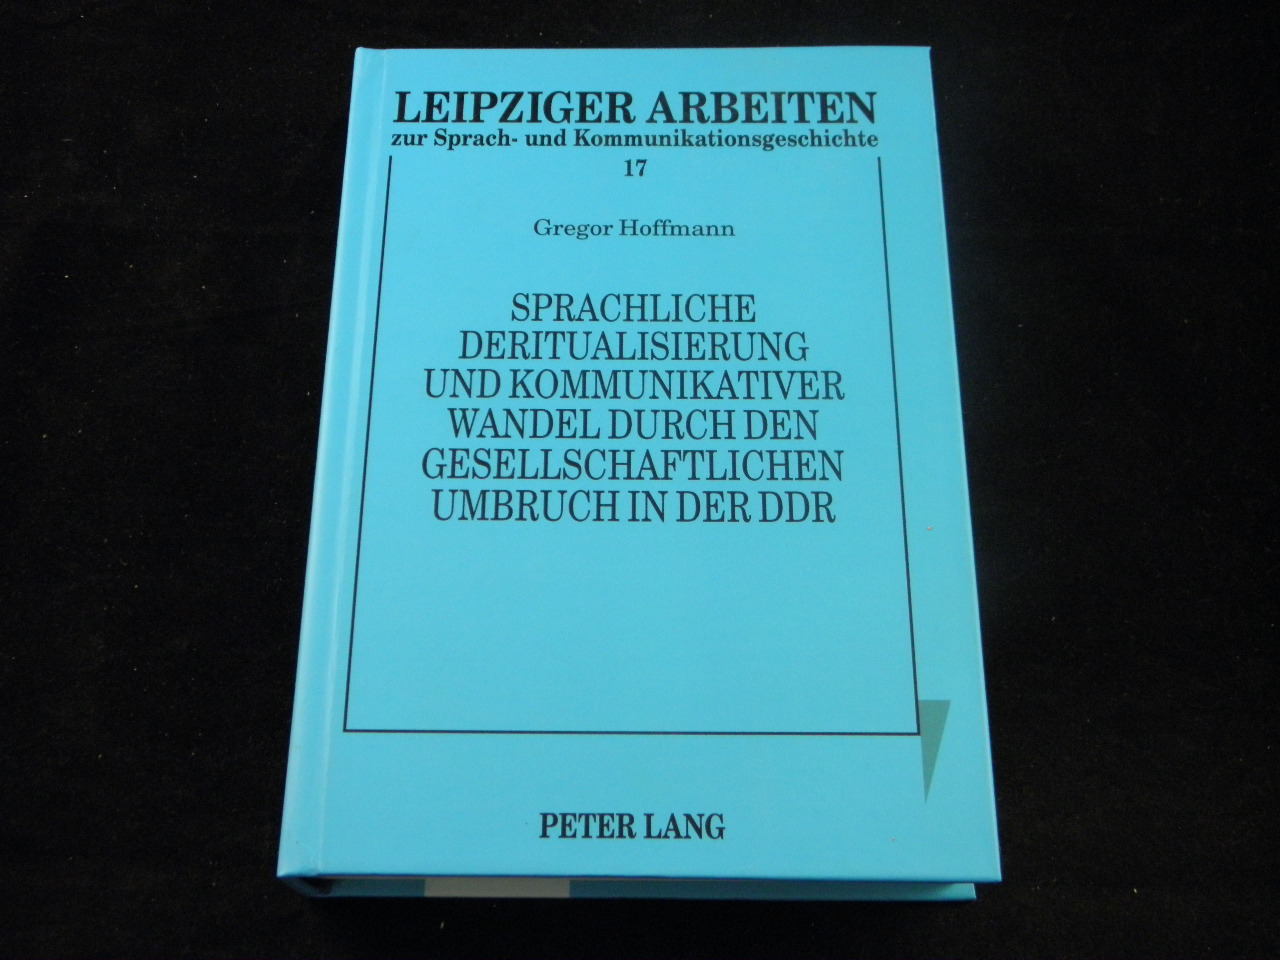 LEIPZIGER ARBEITEN
zur Sprach- und Kommunikationsgeschichte
17
Gregor Hoffmann
SPRACHLICHE
DERITUALISIERUNG
UND KOMMUNIKATIVER
WANDEL DURCH DEN
GESELLSCHAFTLICHEN
UMBRUCH IN DER DDR
PETER LANG